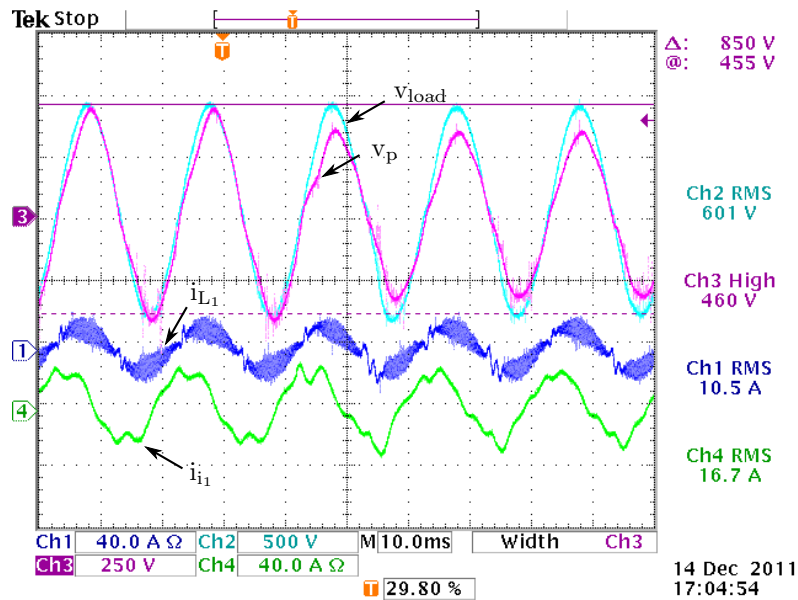 Tek Stop
T
T
Δ: 850 V
@: 455 V
v_load
v_p
3
Ch2 RMS
601 V
i_L1
Ch3 High
460 V
1
Ch1 RMS
10.5 A
4
Ch4 RMS
16.7 A
i_i1
Ch1 40.0 A Ω Ch2 500 V M 10.0ms Width Ch3
Ch3 250 V Ch4 40.0 A Ω
T 29.80 %
14 Dec 2011
17:04:54